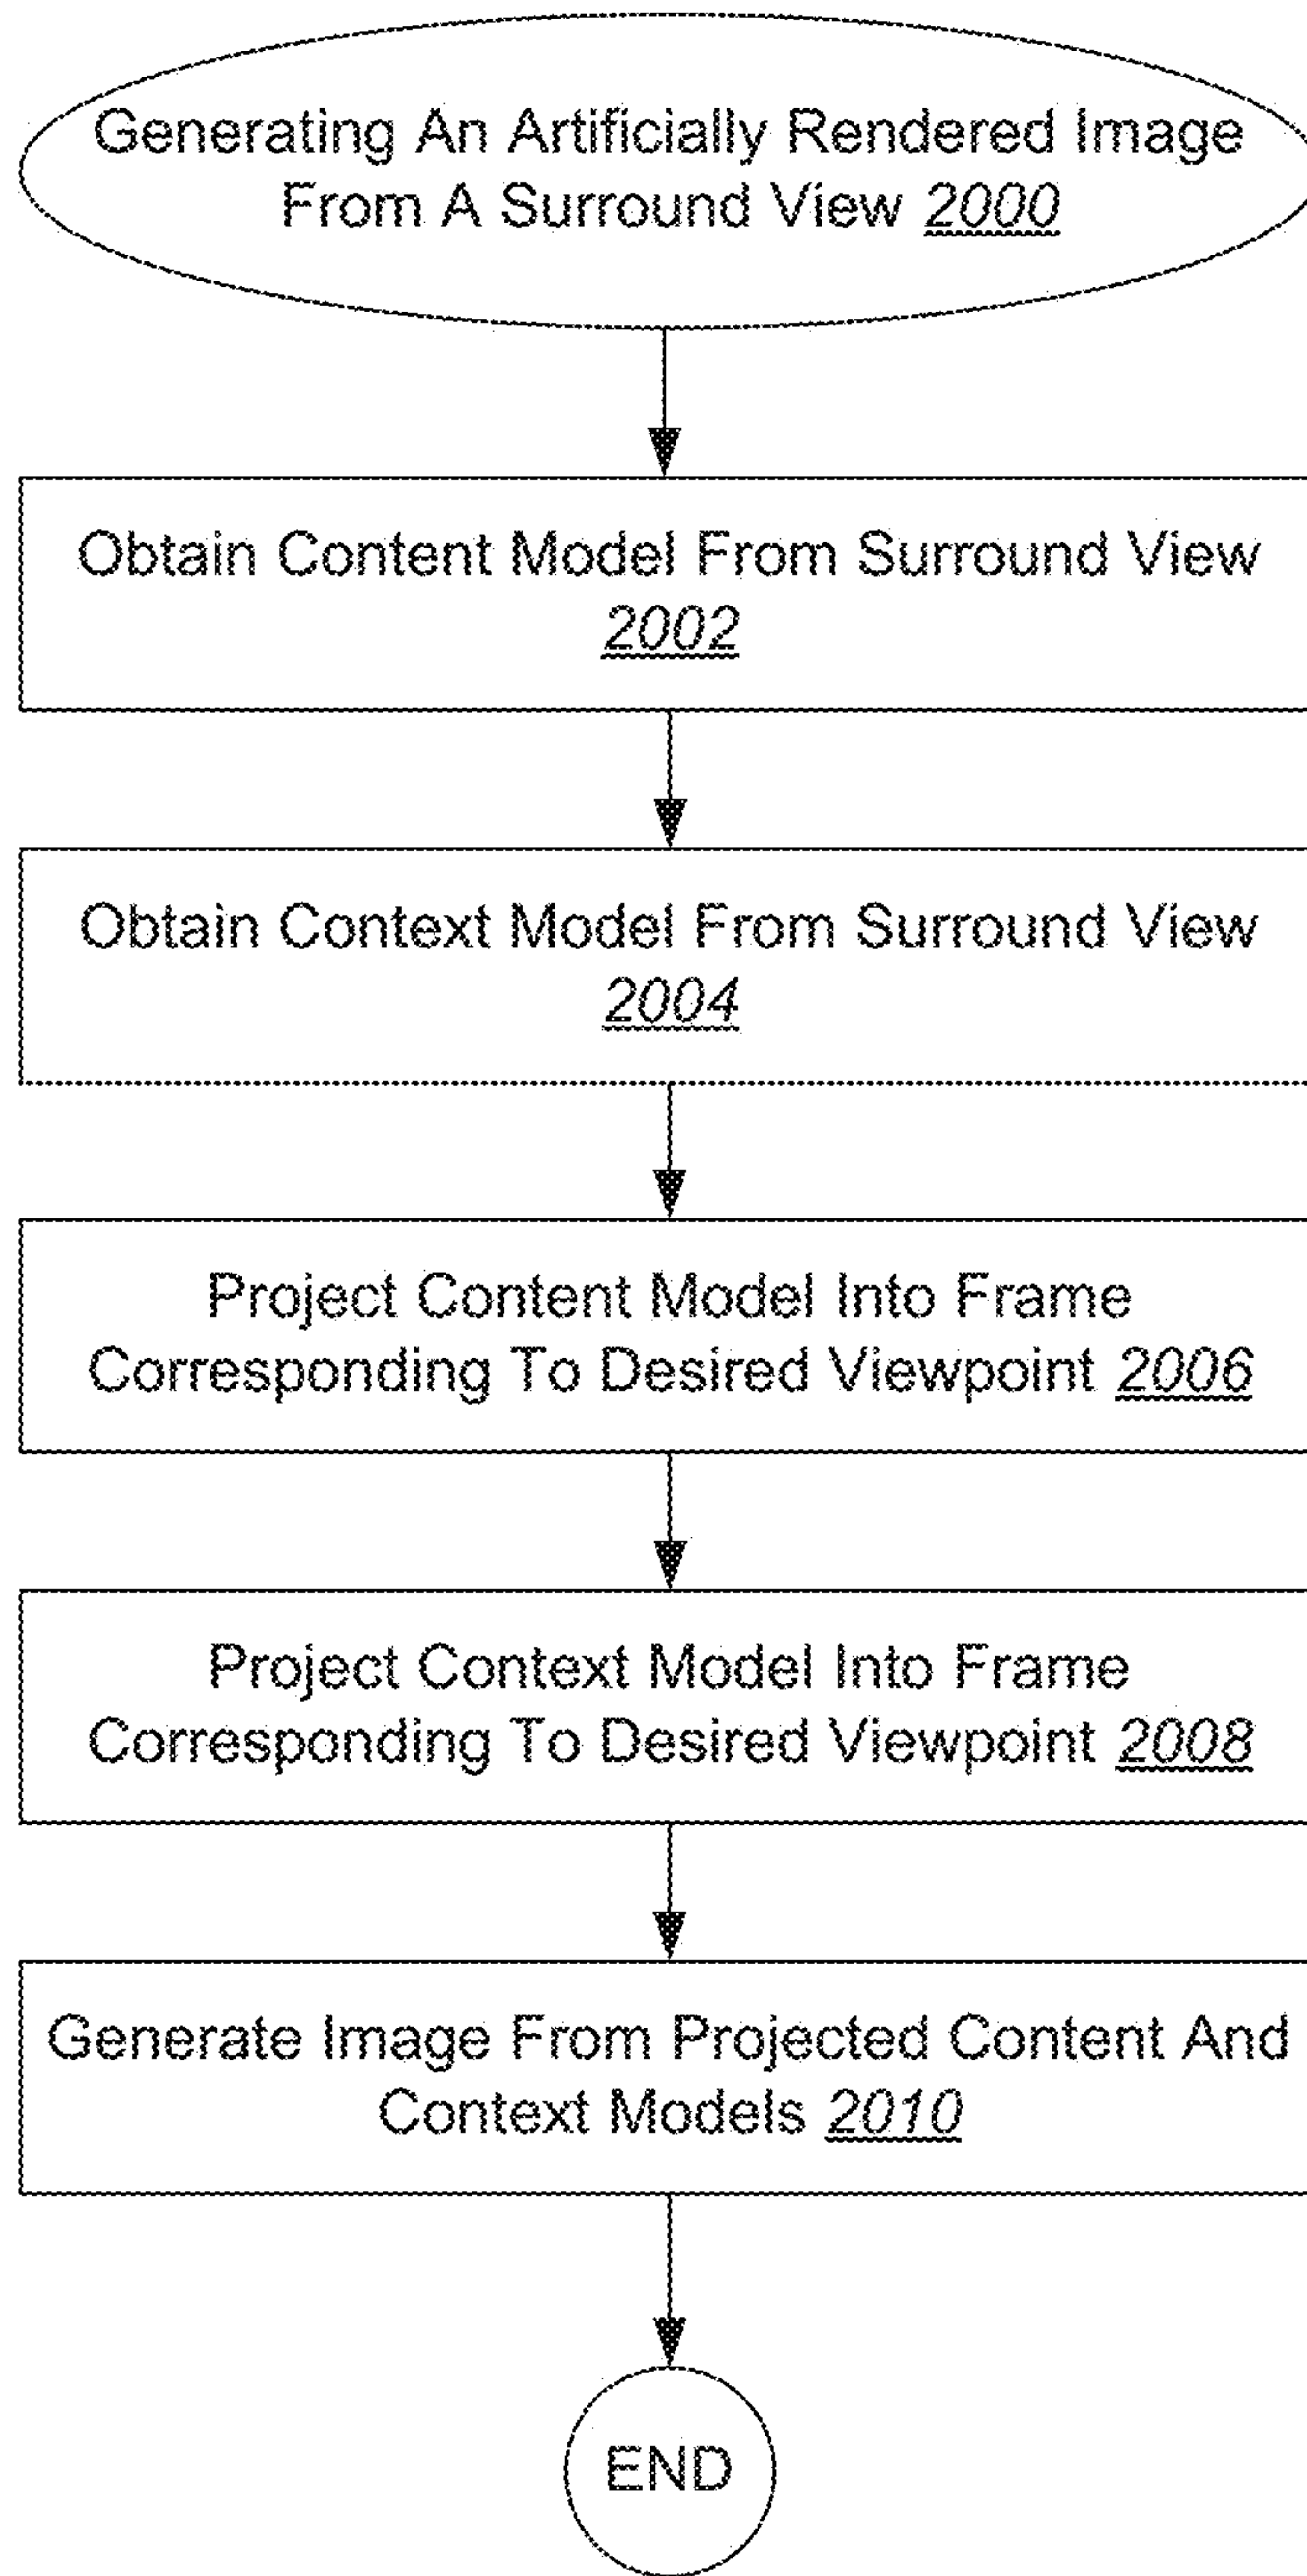 Generating An Artificially Rendered Image
From A Surround View 2000
Obtain Content Model From Surround View
2002
Obtain Context Model From Surround View
2004
Project Content Model Into Frame
Corresponding To Desired Viewpoint 2006
Project Context Model Into Frame
Corresponding To Desired Viewpoint 2008
Generate Image From Projected Content And
Context Models 2010
END